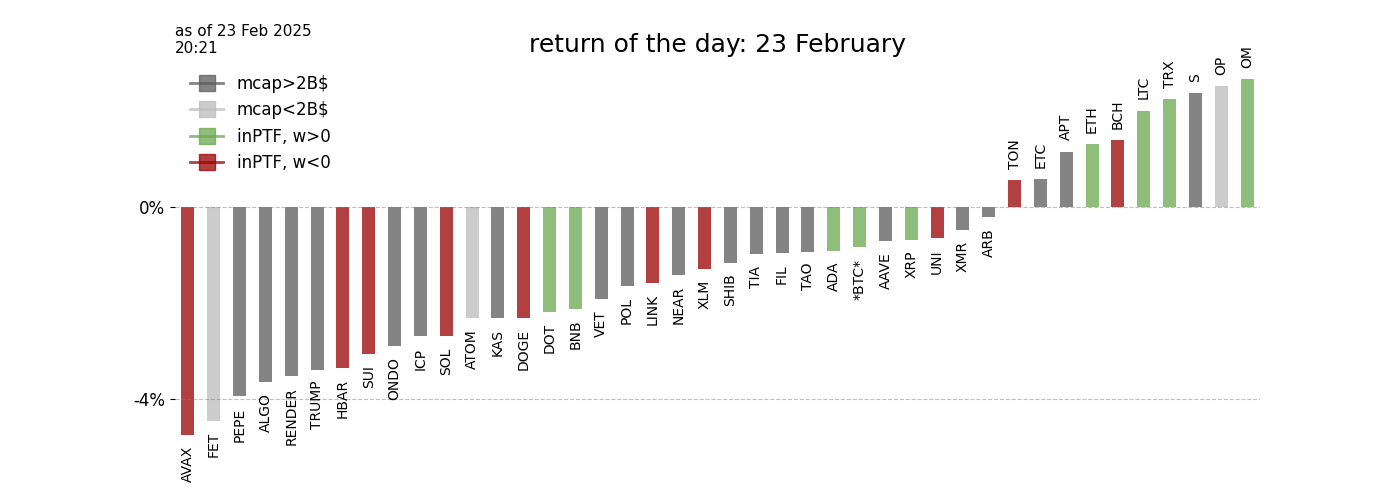 as of 23 Feb 2025
20:21
return of the day: 23 February
mcap>2B$
mcap<2B$
inPTF, w>0
inPTF, w<0
0%
-4%
AVAX
FET
PEPE
ALGO
RENDER
TRUMP
HBAR
SUI
ONDO
ICP
SOL
ATOM
KAS
DOGE
DOT
BNB
VET
POL
LINK
NEAR
XLM
SHIB
TIA
FIL
TAO
ADA
*BTC*
AAVE
XRP
UNI
XMR
ARB
TON
ETC
APT
ETH
BCH
LTC
TRX
S
OP
OM